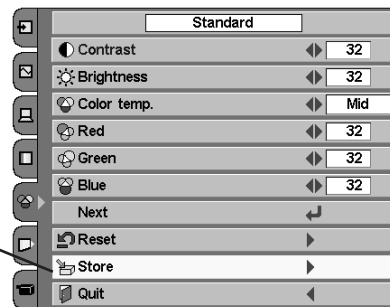 Standard
Contrast 32
Brightness 32
Color temp. Mid
Red 32
Green 32
Blue 32
Next
Reset
Store
Quit